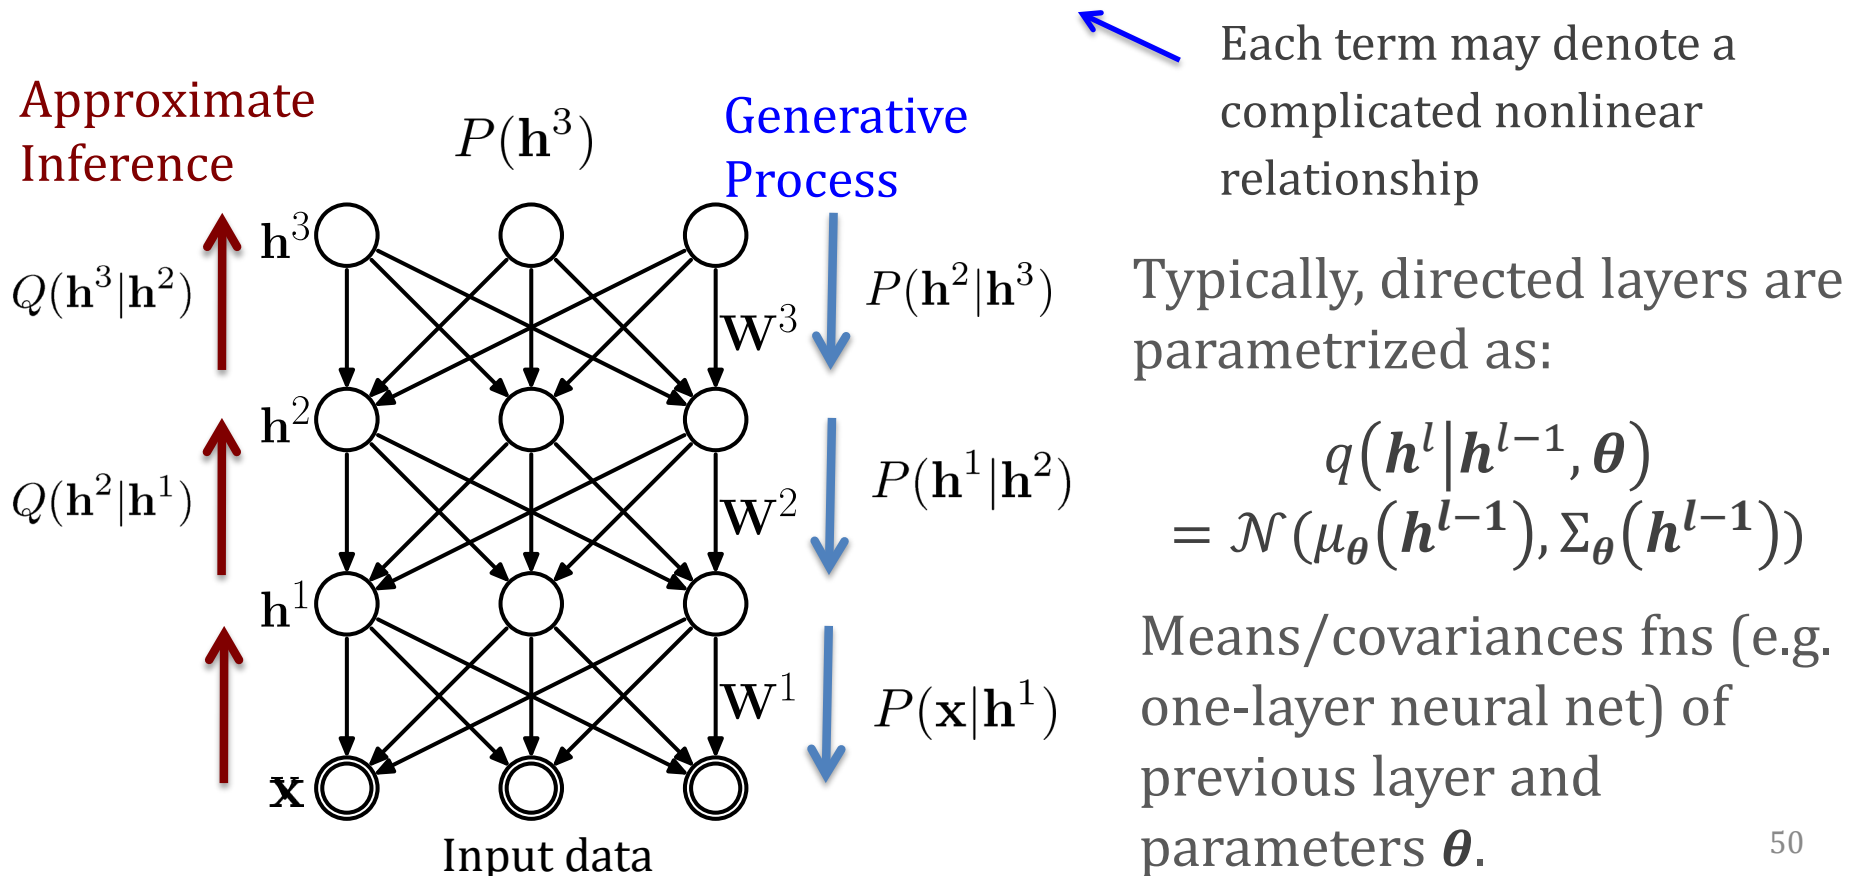 Each term may denote a
complicated nonlinear
relationship
Approximate
Inference
P(𝐡³)
Generative
Process
𝐡³
Q(𝐡³|𝐡²)
𝐖³
P(𝐡²|𝐡³)
𝐡²
Q(𝐡²|𝐡¹)
𝐖²
P(𝐡¹|𝐡²)
𝐡¹
𝐖¹
P(𝐱|𝐡¹)
𝐱
Input data
Typically, directed layers are
parametrized as:
q(𝒉ˡ|𝒉ˡ⁻¹, 𝜽)
= 𝒩(μ_𝜽(𝒉ˡ⁻¹), Σ_𝜽(𝒉ˡ⁻¹))
Means/covariances fns (e.g.
one-layer neural net) of
previous layer and
parameters 𝜽.
50